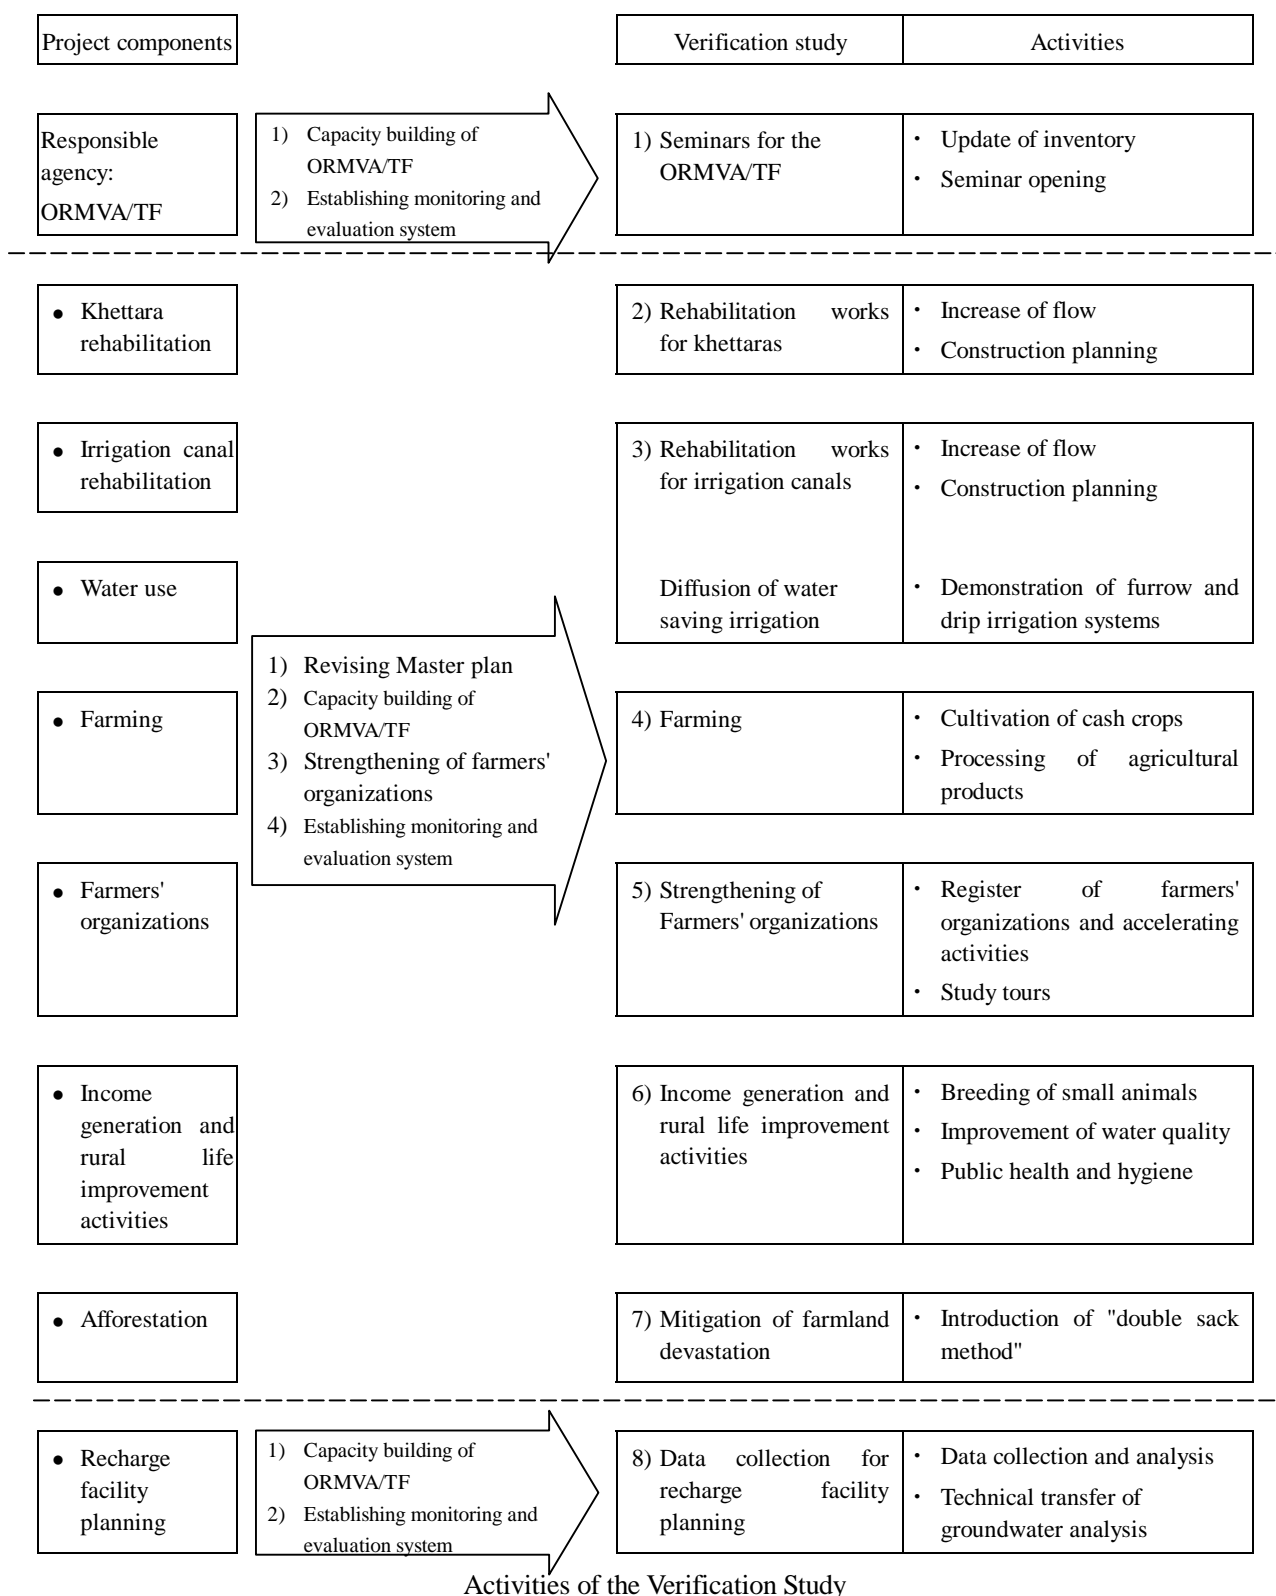 Project components
Verification study
Activities
Responsible
agency:
ORMVA/TF
1) Capacity building of
ORMVA/TF
2) Establishing monitoring and
evaluation system
1) Seminars for the
ORMVA/TF
・ Update of inventory
・ Seminar opening
● Khettara
rehabilitation
2) Rehabilitation works
for khettaras
・ Increase of flow
・ Construction planning
● Irrigation canal
rehabilitation
3) Rehabilitation works
for irrigation canals
・ Increase of flow
・ Construction planning
● Water use
Diffusion of water
saving irrigation
・ Demonstration of furrow and
drip irrigation systems
1) Revising Master plan
2) Capacity building of
ORMVA/TF
3) Strengthening of farmers'
organizations
4) Establishing monitoring and
evaluation system
● Farming
4) Farming
・ Cultivation of cash crops
・ Processing of agricultural
products
● Farmers'
organizations
5) Strengthening of
Farmers' organizations
・ Register of farmers'
organizations and accelerating
activities
・ Study tours
● Income
generation and
rural life
improvement
activities
6) Income generation and
rural life improvement
activities
・ Breeding of small animals
・ Improvement of water quality
・ Public health and hygiene
● Afforestation
7) Mitigation of farmland
devastation
・ Introduction of "double sack
method"
● Recharge
facility
planning
1) Capacity building of
ORMVA/TF
2) Establishing monitoring and
evaluation system
8) Data collection for
recharge facility
planning
・ Data collection and analysis
・ Technical transfer of
groundwater analysis
Activities of the Verification Study